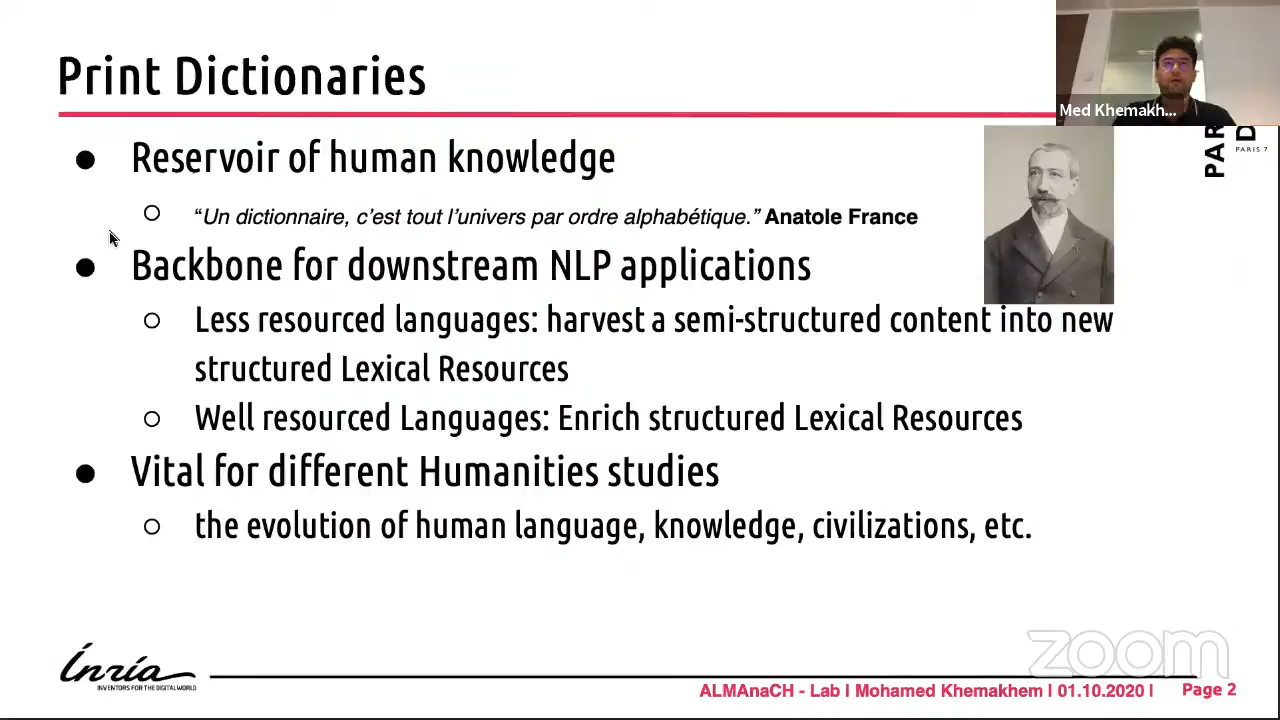 Print Dictionaries
Med Khemakh...
PAR
D
PARIS 7
● Reservoir of human knowledge
○ “Un dictionnaire, c’est tout l’univers par ordre alphabétique.” Anatole France
● Backbone for downstream NLP applications
○ Less resourced languages: harvest a semi-structured content into new
structured Lexical Resources
○ Well resourced Languages: Enrich structured Lexical Resources
● Vital for different Humanities studies
○ the evolution of human language, knowledge, civilizations, etc.
zoom
Inria
INVENTORS FOR THE DIGITAL WORLD
ALMAnaCH - Lab I Mohamed Khemakhem I 01.10.2020 I Page 2